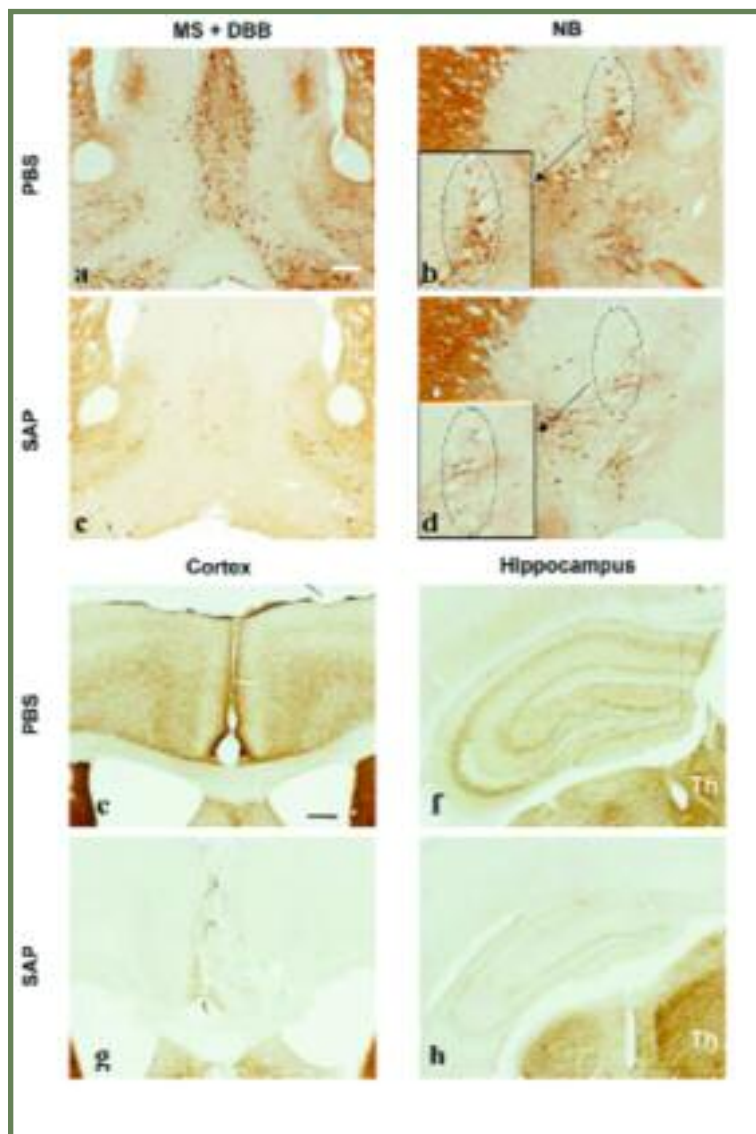 MS + DBB NB
PBS
a b
SAP
c d
Cortex Hippocampus
PBS
e f Th
SAP
g h Th